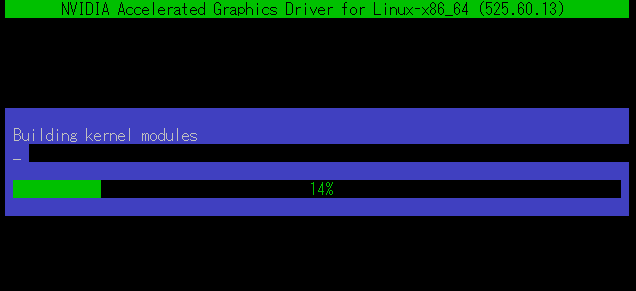 NVIDIA Accelerated Graphics Driver for Linux-x86_64 (525.60.13)
Building kernel modules
14%